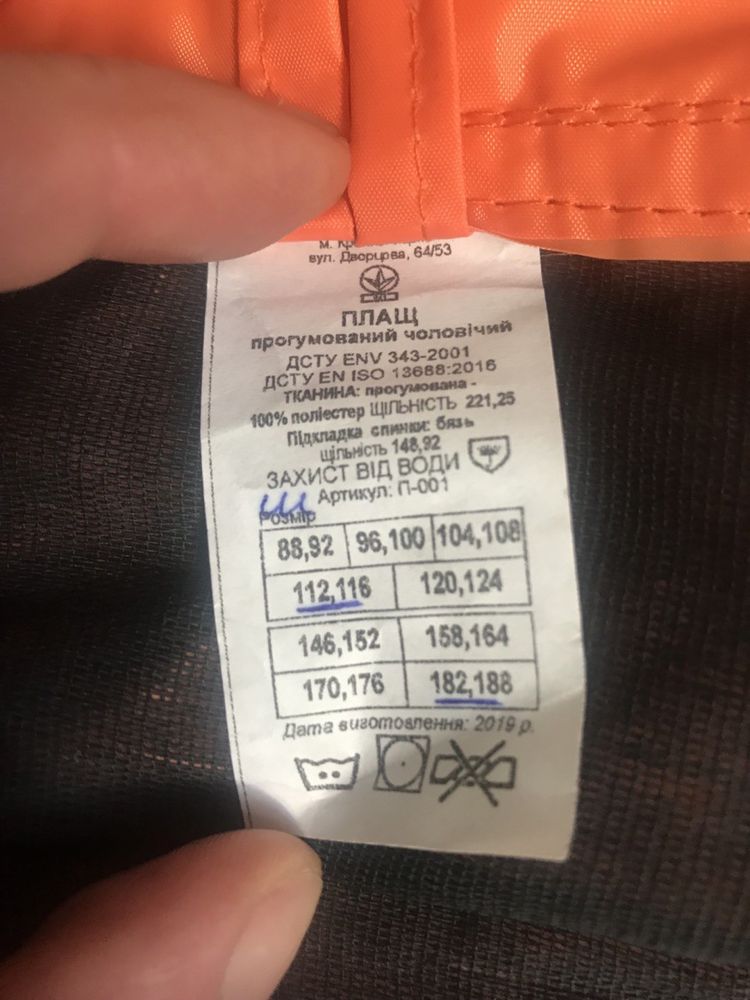 вул. Дворцова, 64/53
ПЛАЩ
прогумований чоловічий
ДСТУ ENV 343-2001
ДСТУ EN ISO 13688:2016
ТКАНИНА: прогумована -
100% поліестер ЩІЛЬНІСТЬ 221,25
Підкладка спинки: бязь
щільність 148,92
ЗАХИСТ ВІД ВОДИ
Артикул: П-001
Розмір
88,92 96,100 104,108
112,116 120,124
146,152 158,164
170,176 182,188
Дата виготовлення: 2019 р.